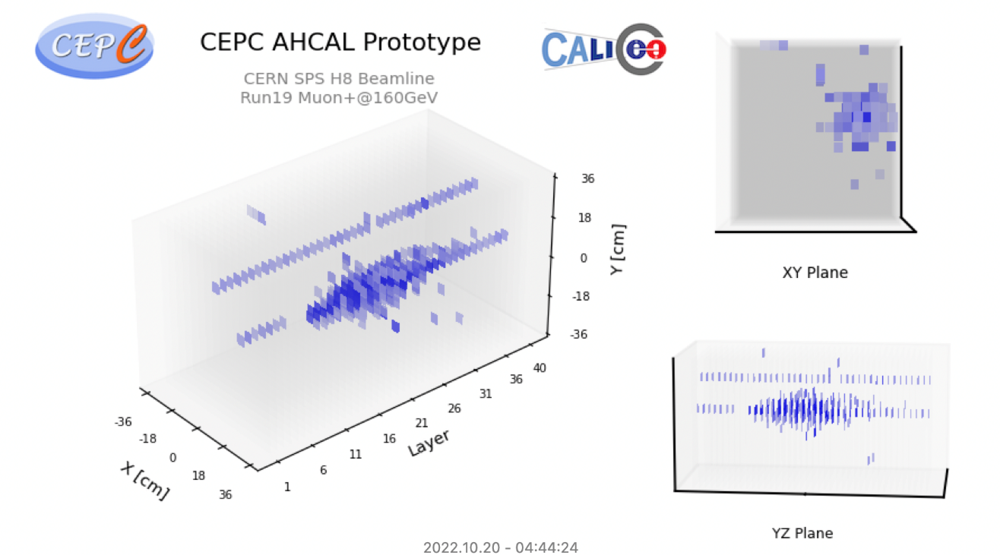 CEPC
CEPC AHCAL Prototype
CALICE
CERN SPS H8 Beamline
Run19 Muon+@160GeV
36
18
0
-18
-36
Y [cm]
-36
-18
0
18
36
X [cm]
1
6
11
16
21
26
31
36
40
Layer
XY Plane
YZ Plane
2022.10.20 - 04:44:24